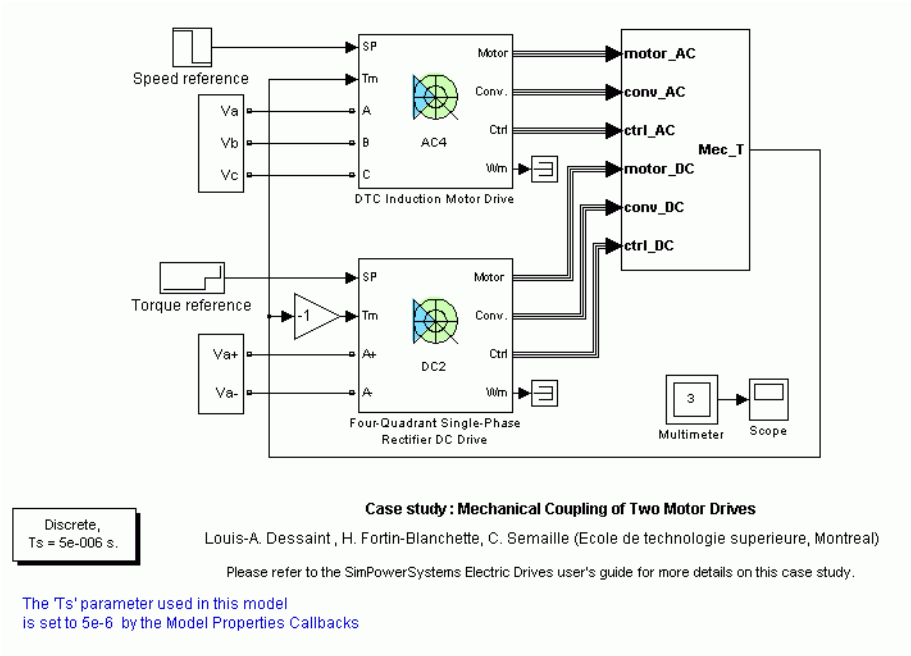 Speed reference
SP
Tm
A
B
C
Motor
Conv.
Ctrl
Wm
AC4
DTC Induction Motor Drive
Va
Vb
Vc
motor_AC
conv_AC
ctrl_AC
motor_DC
conv_DC
ctrl_DC
Mec_T
Torque reference
-1
SP
Tm
A+
A-
Motor
Conv.
Ctrl
Wm
DC2
Four-Quadrant Single-Phase
Rectifier DC Drive
Va+
Va-
3
Multimeter
Scope
Discrete,
Ts = 5e-006 s.
Case study : Mechanical Coupling of Two Motor Drives
Louis-A. Dessaint , H. Fortin-Blanchette, C. Semaille (Ecole de technologie superieure, Montreal)
Please refer to the SimPowerSystems Electric Drives user's guide for more details on this case study.
The 'Ts' parameter used in this model
is set to 5e-6 by the Model Properties Callbacks